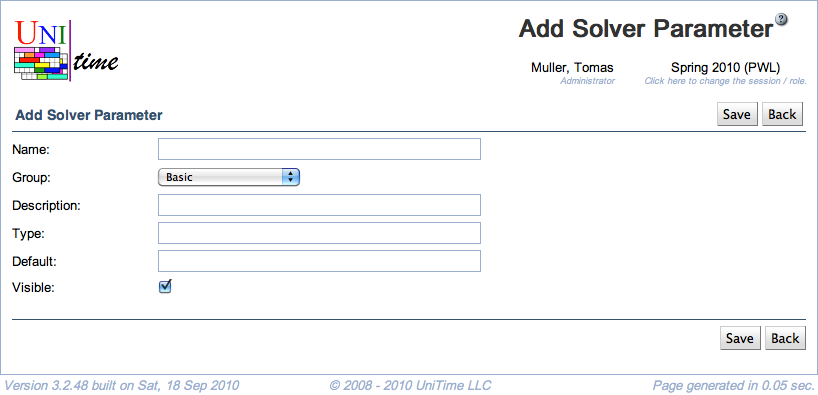 UNI
time
Add Solver Parameter ?
Muller, Tomas Spring 2010 (PWL)
Administrator Click here to change the session / role.
Add Solver Parameter Save Back
Name:
Group: Basic
Description:
Type:
Default:
Visible:
Save Back
Version 3.2.48 built on Sat, 18 Sep 2010 © 2008 - 2010 UniTime LLC Page generated in 0.05 sec.